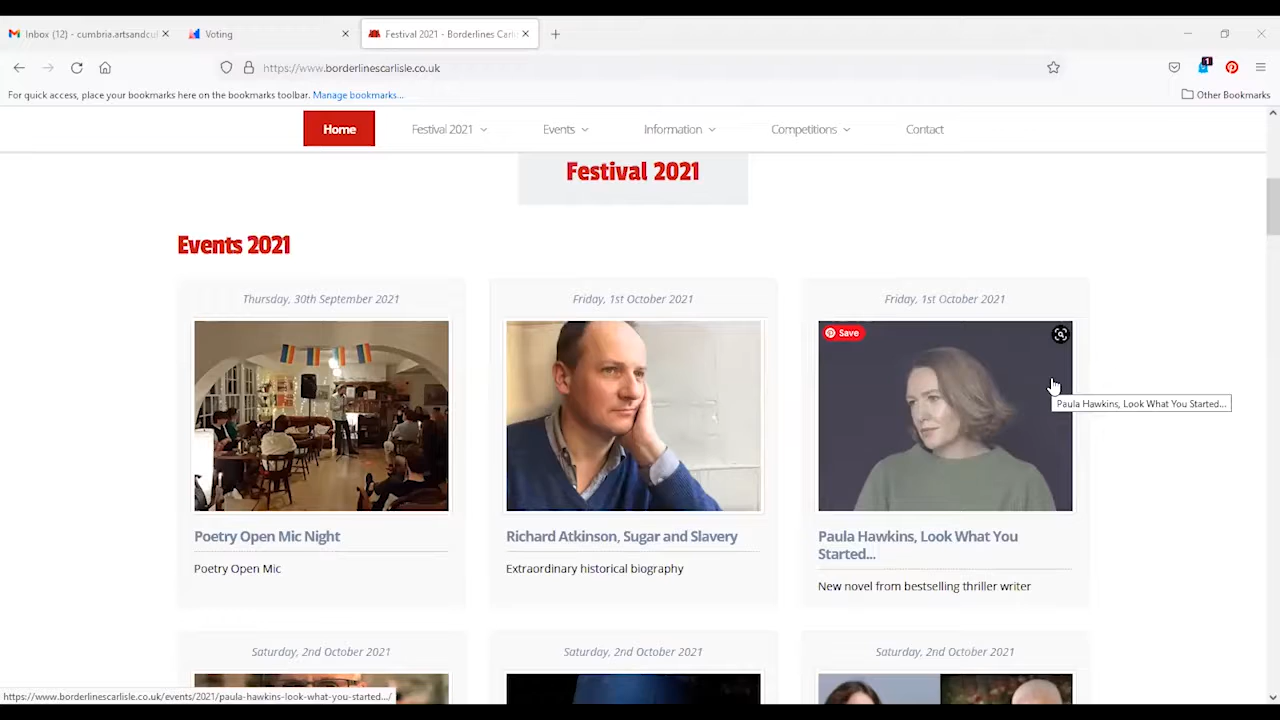 Inbox (12) - cumbria.artsandcul
Voting
Festival 2021 - Borderlines Carli
https://www.borderlinescarlisle.co.uk
1
For quick access, place your bookmarks here on the bookmarks toolbar. Manage bookmarks...
Other Bookmarks
Home
Festival 2021
Events
Information
Competitions
Contact
Festival 2021
Events 2021
Thursday, 30th September 2021
Friday, 1st October 2021
Friday, 1st October 2021
Save
Paula Hawkins, Look What You Started...
Poetry Open Mic Night
Richard Atkinson, Sugar and Slavery
Paula Hawkins, Look What You
Started...
Poetry Open Mic
Extraordinary historical biography
New novel from bestselling thriller writer
Saturday, 2nd October 2021
Saturday, 2nd October 2021
Saturday, 2nd October 2021
https://www.borderlinescarlisle.co.uk/events/2021/paula-hawkins-look-what-you-started.../